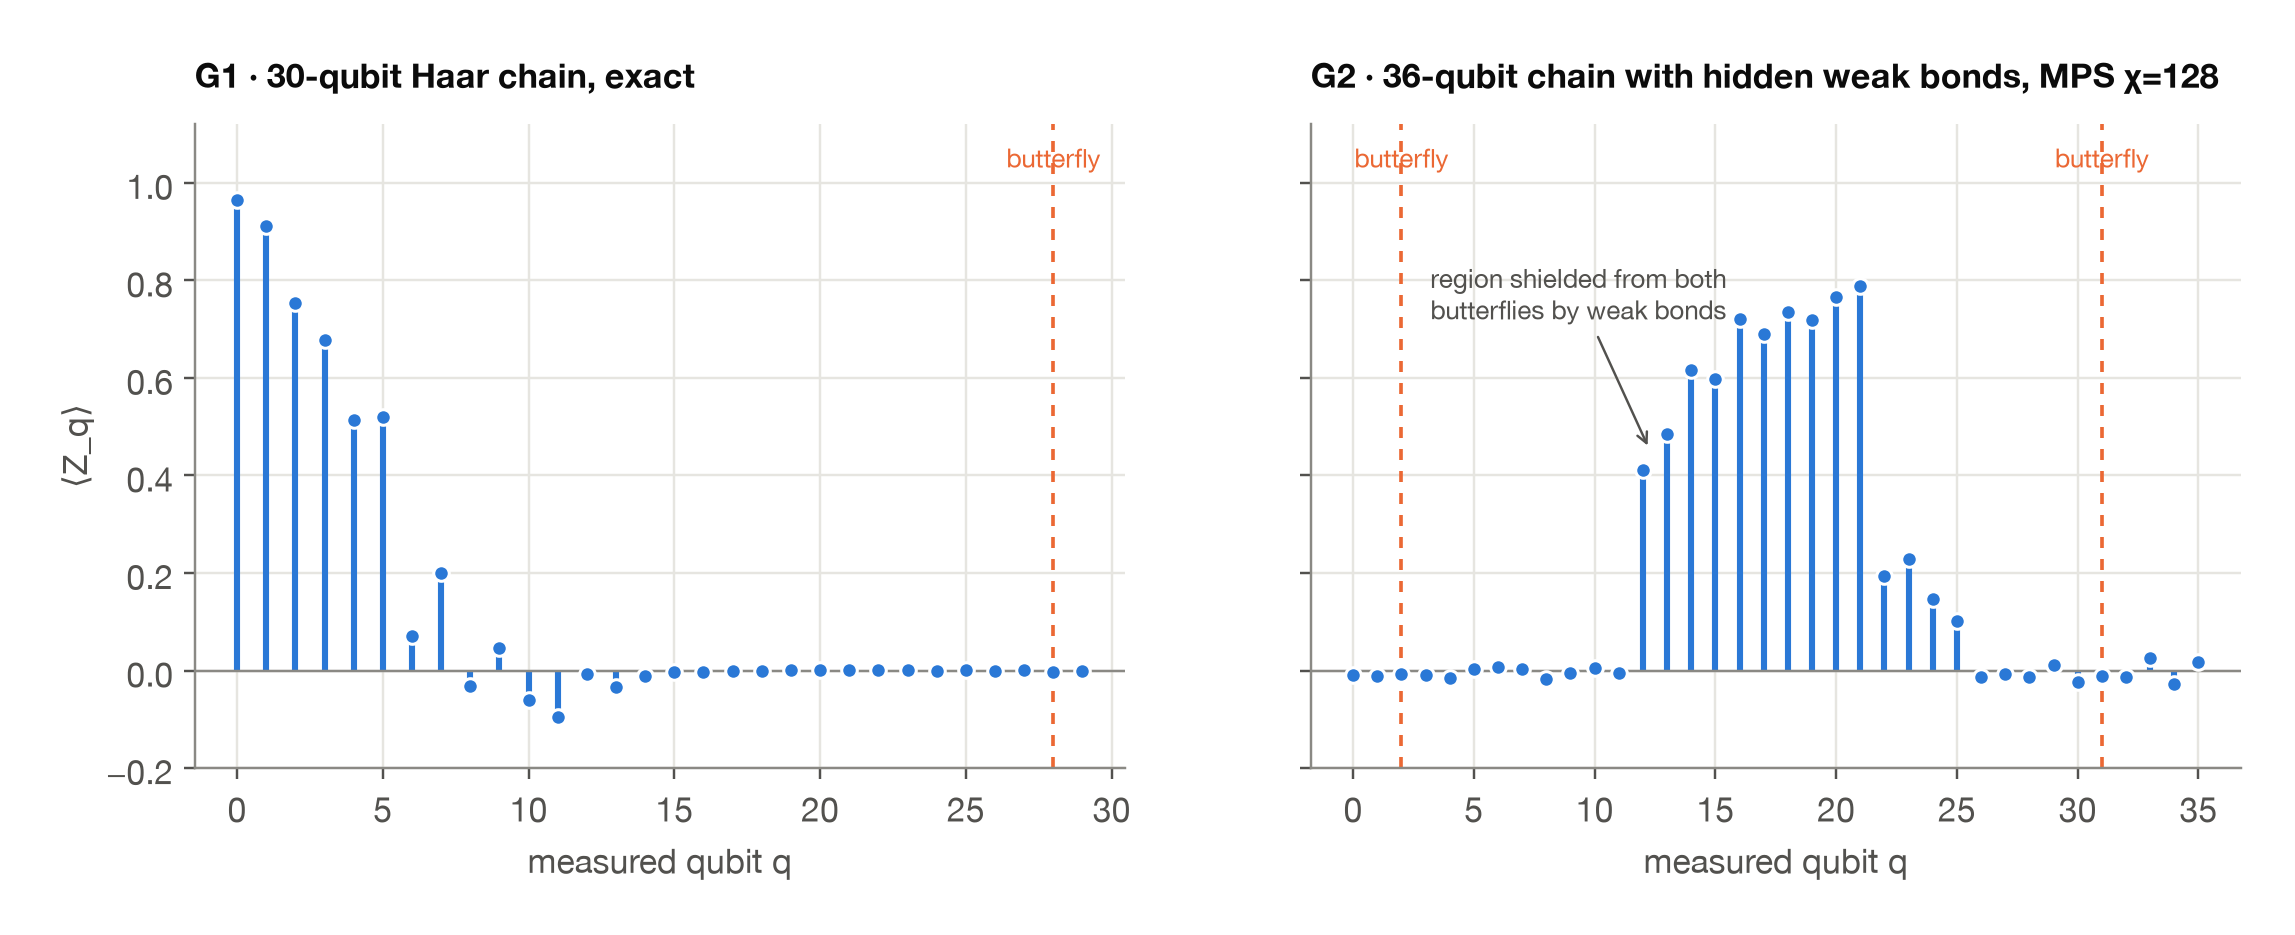 G1 · 30-qubit Haar chain, exact
butterfly
1.0
0.8
0.6
0.4
0.2
0.0
−0.2
⟨Z_q⟩
0 5 10 15 20 25 30
measured qubit q
G2 · 36-qubit chain with hidden weak bonds, MPS χ=128
butterfly butterfly
region shielded from both
butterflies by weak bonds
0 5 10 15 20 25 30 35
measured qubit q